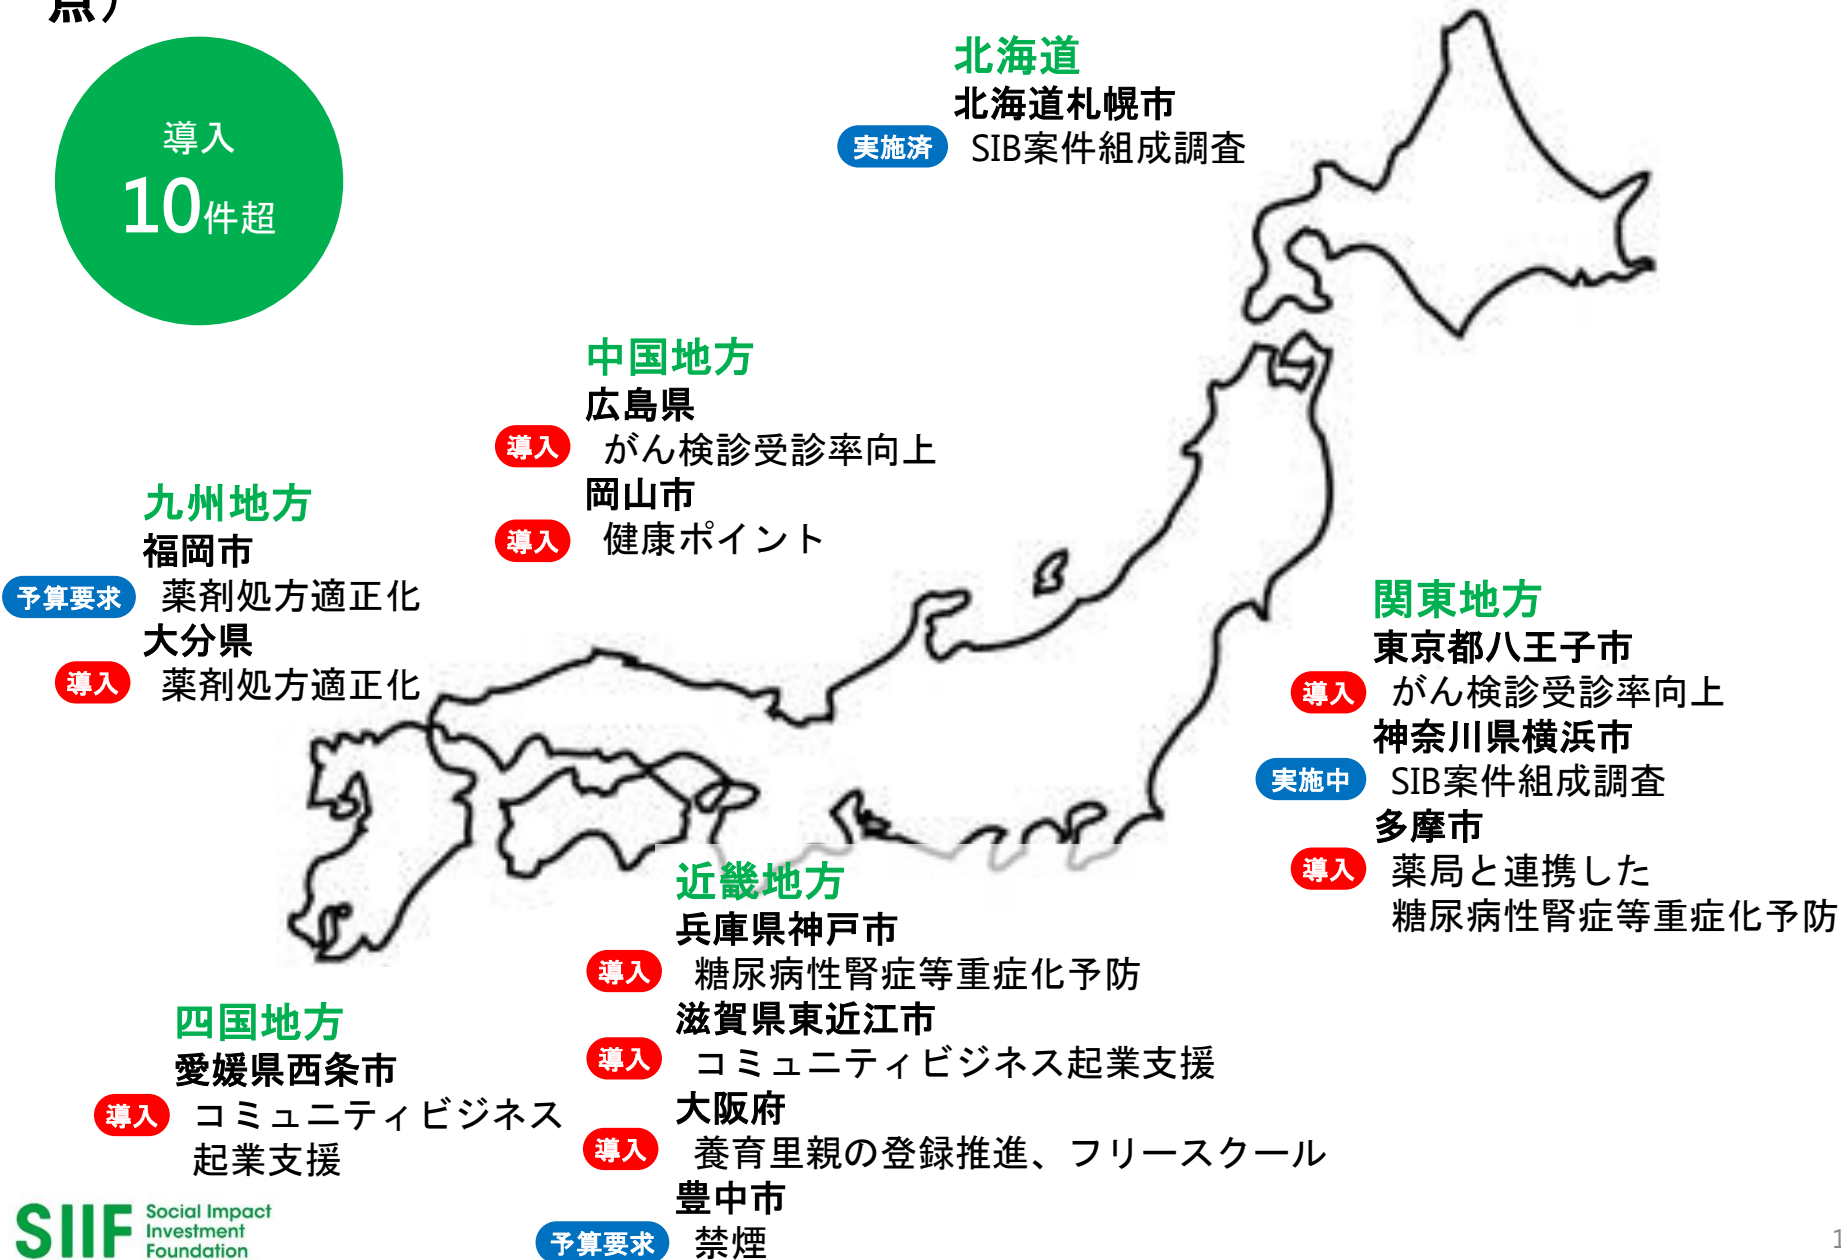 点）
導入
10件超
北海道
北海道札幌市
実施済 SIB案件組成調査
中国地方
広島県
導入 がん検診受診率向上
岡山市
導入 健康ポイント
九州地方
福岡市
予算要求 薬剤処方適正化
大分県
導入 薬剤処方適正化
関東地方
東京都八王子市
導入 がん検診受診率向上
神奈川県横浜市
実施中 SIB案件組成調査
多摩市
導入 薬局と連携した
糖尿病性腎症等重症化予防
近畿地方
兵庫県神戸市
導入 糖尿病性腎症等重症化予防
滋賀県東近江市
導入 コミュニティビジネス起業支援
大阪府
導入 養育里親の登録推進、フリースクール
豊中市
予算要求 禁煙
四国地方
愛媛県西条市
導入 コミュニティビジネス
起業支援
SIIF Social Impact
Investment
Foundation
1